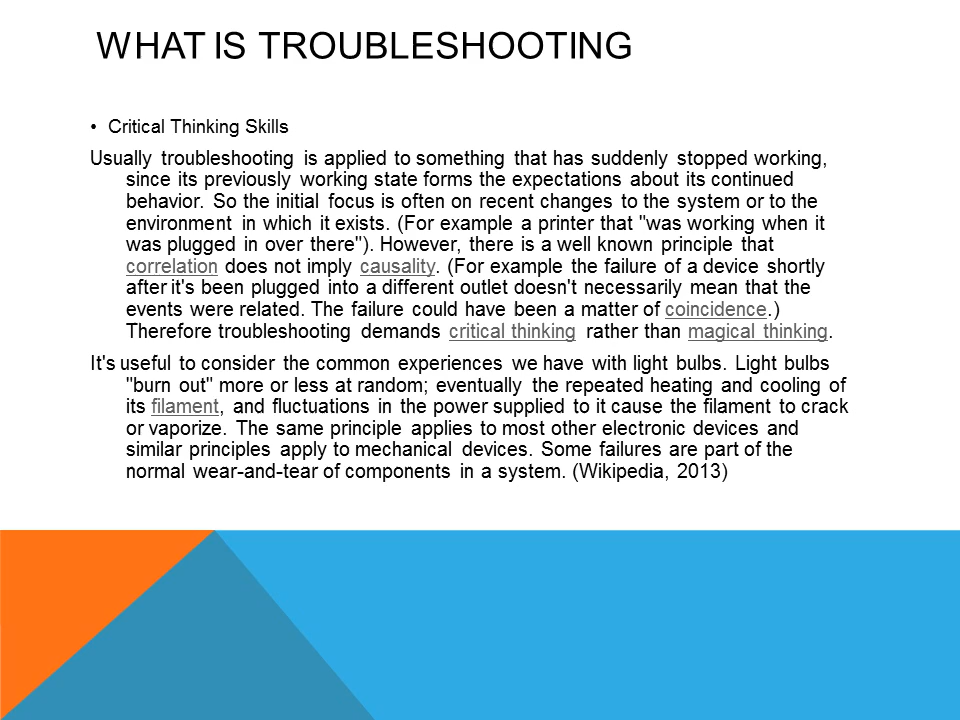 WHAT IS TROUBLESHOOTING
• Critical Thinking Skills
Usually troubleshooting is applied to something that has suddenly stopped working,
since its previously working state forms the expectations about its continued
behavior. So the initial focus is often on recent changes to the system or to the
environment in which it exists. (For example a printer that "was working when it
was plugged in over there"). However, there is a well known principle that
correlation does not imply causality. (For example the failure of a device shortly
after it's been plugged into a different outlet doesn't necessarily mean that the
events were related. The failure could have been a matter of coincidence.)
Therefore troubleshooting demands critical thinking rather than magical thinking.
It's useful to consider the common experiences we have with light bulbs. Light bulbs
"burn out" more or less at random; eventually the repeated heating and cooling of
its filament, and fluctuations in the power supplied to it cause the filament to crack
or vaporize. The same principle applies to most other electronic devices and
similar principles apply to mechanical devices. Some failures are part of the
normal wear-and-tear of components in a system. (Wikipedia, 2013)